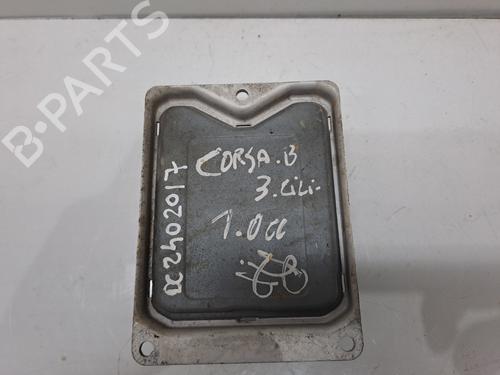 B-PARTS
CORSA.B
3.CiLi-
1.0cc
DC2402017